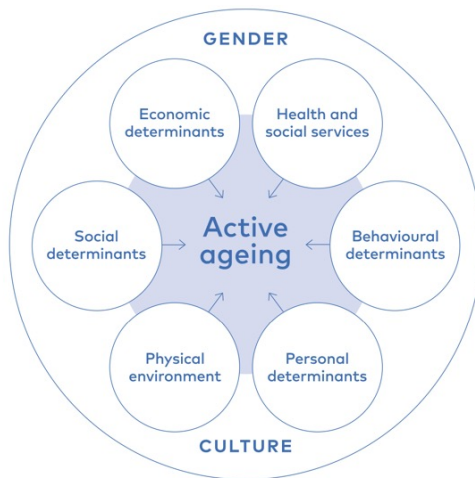 GENDER
Economic
determinants
Health and
social services
Social
determinants
Active
ageing
Behavioural
determinants
Physical
environment
Personal
determinants
CULTURE